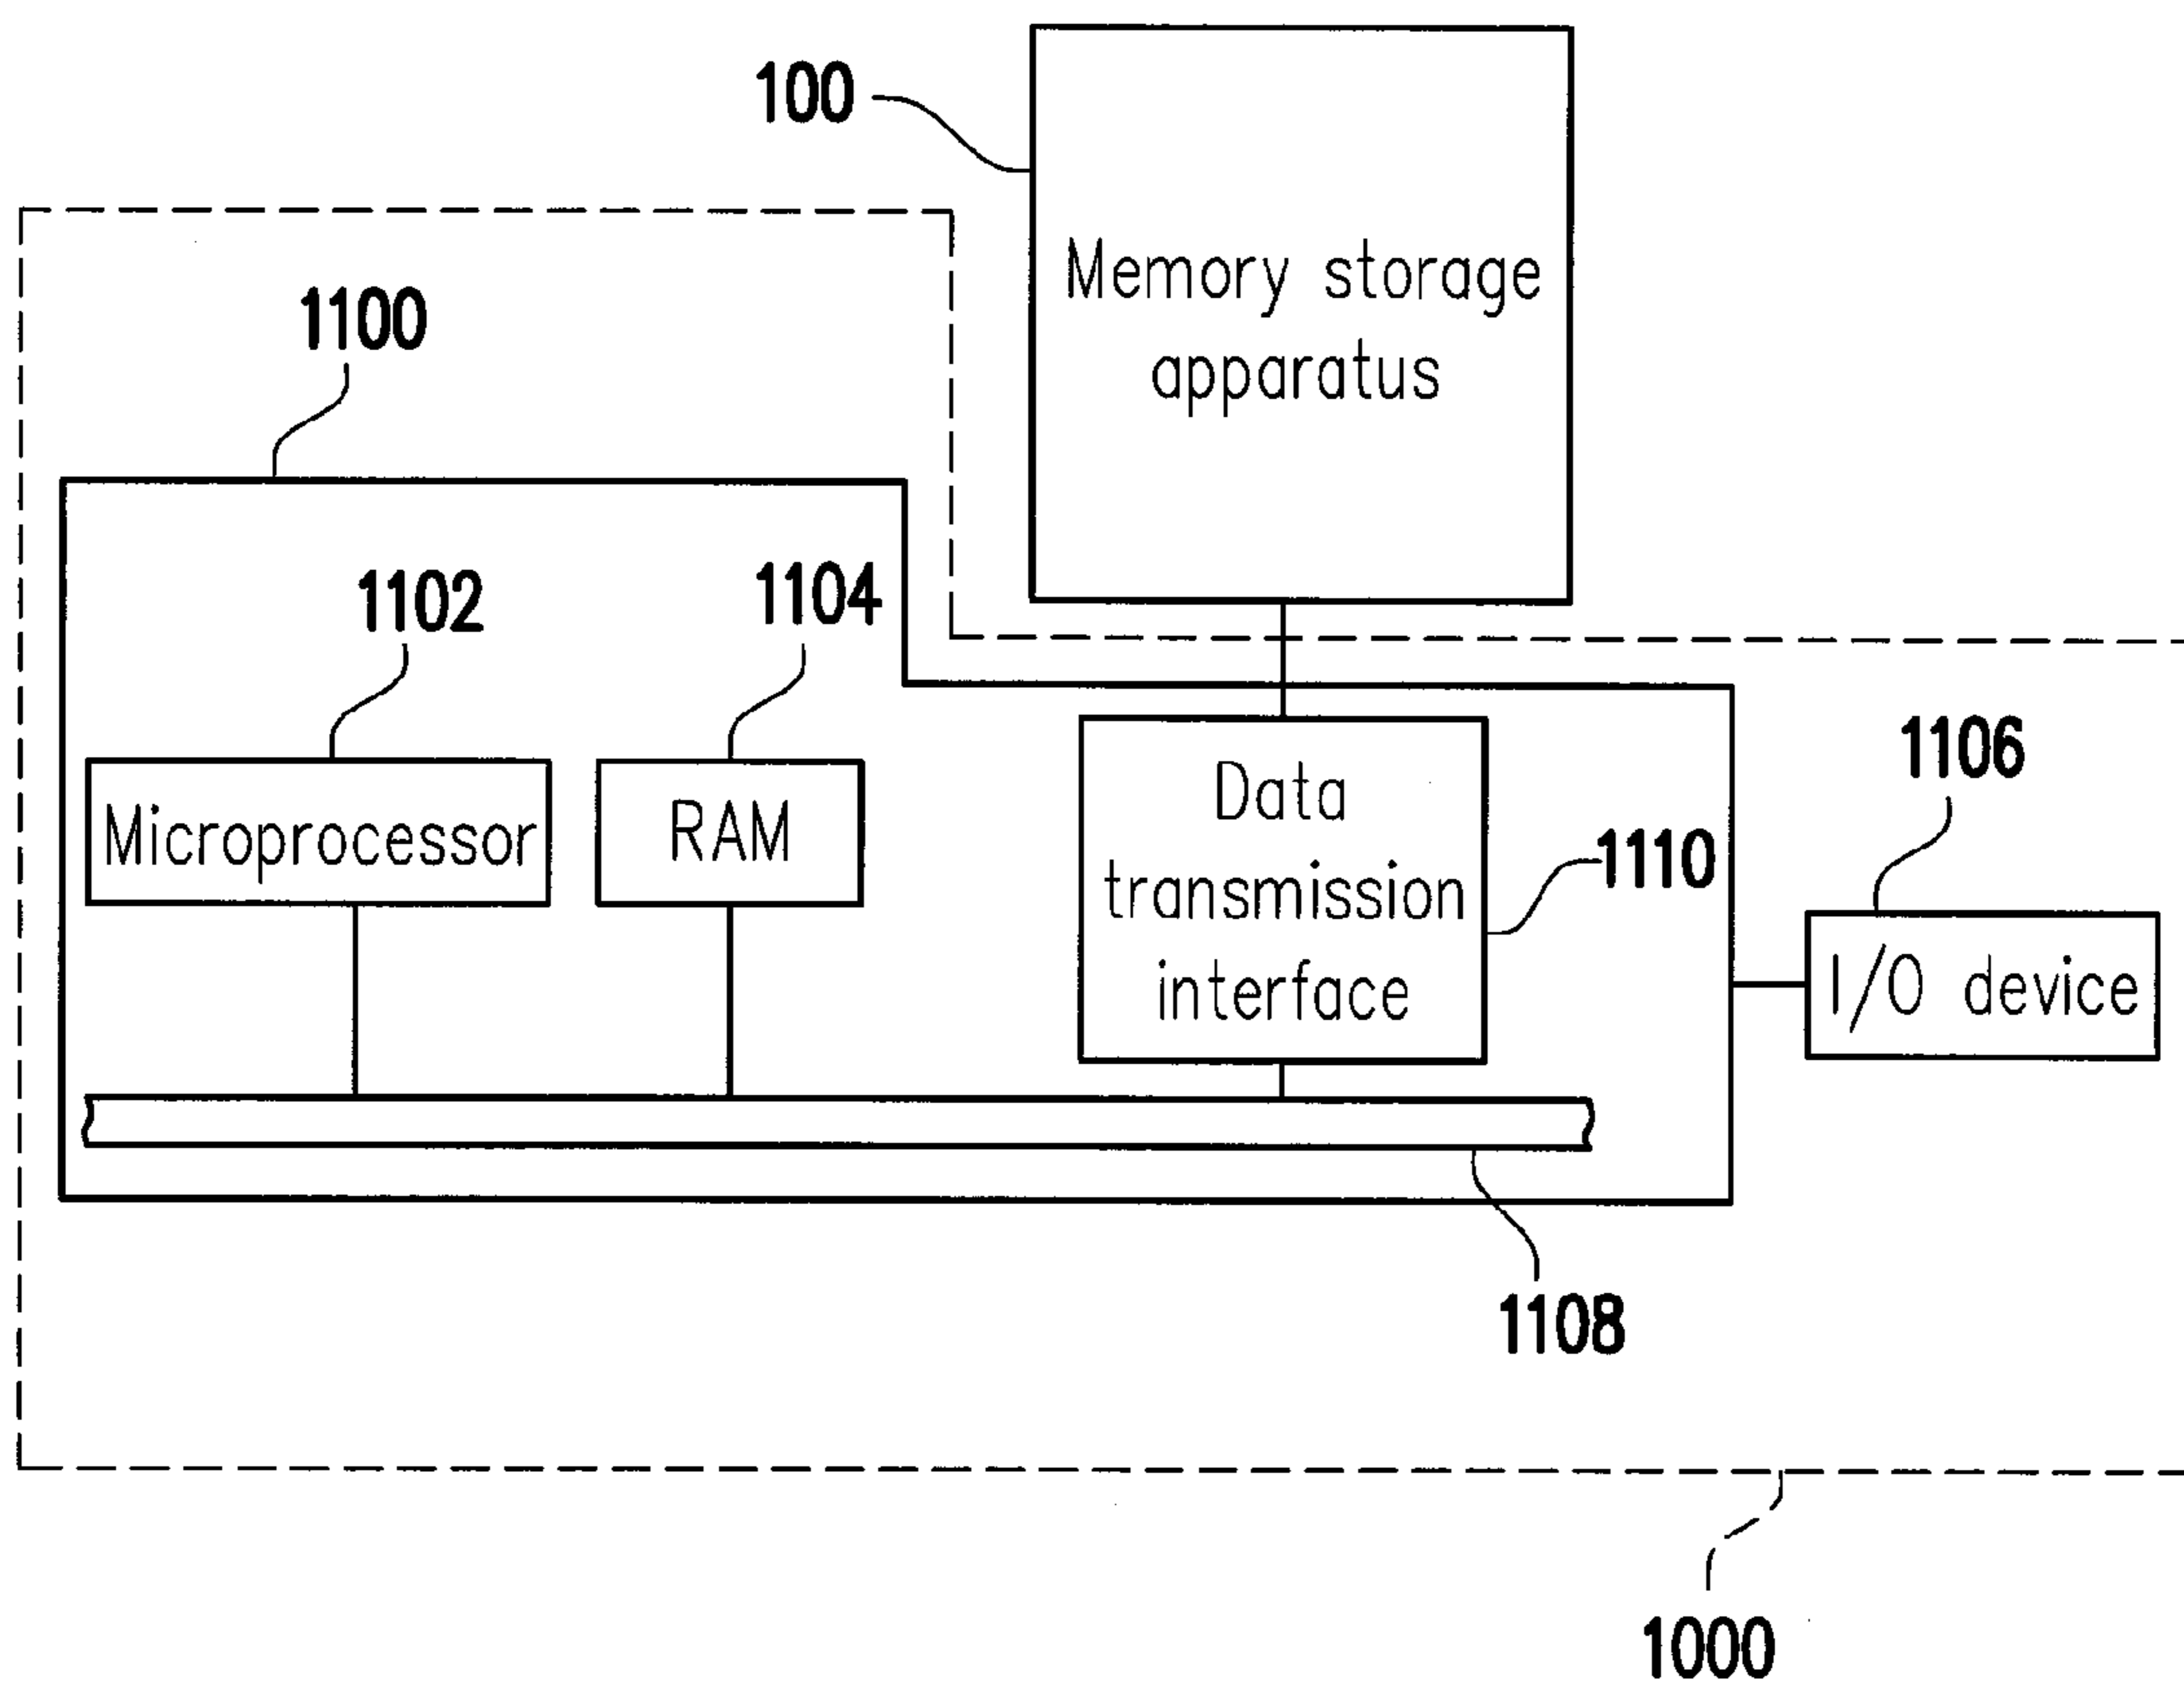 100
Memory storage
apparatus
1100
1102
1104
Microprocessor
RAM
Data
transmission
interface
1110
1106
I/O device
1108
1000